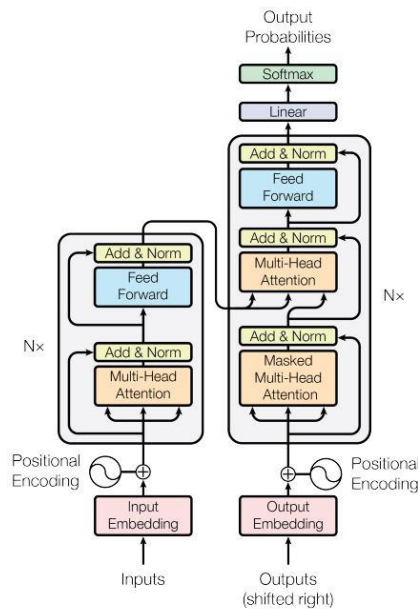 Output
Probabilities
Softmax
Linear
Add & Norm
Feed
Forward
Add & Norm
Multi-Head
Attention
Add & Norm
Masked
Multi-Head
Attention
N×
Positional
Encoding
Output
Embedding
Outputs
(shifted right)
Add & Norm
Feed
Forward
Add & Norm
Multi-Head
Attention
N×
Positional
Encoding
Input
Embedding
Inputs